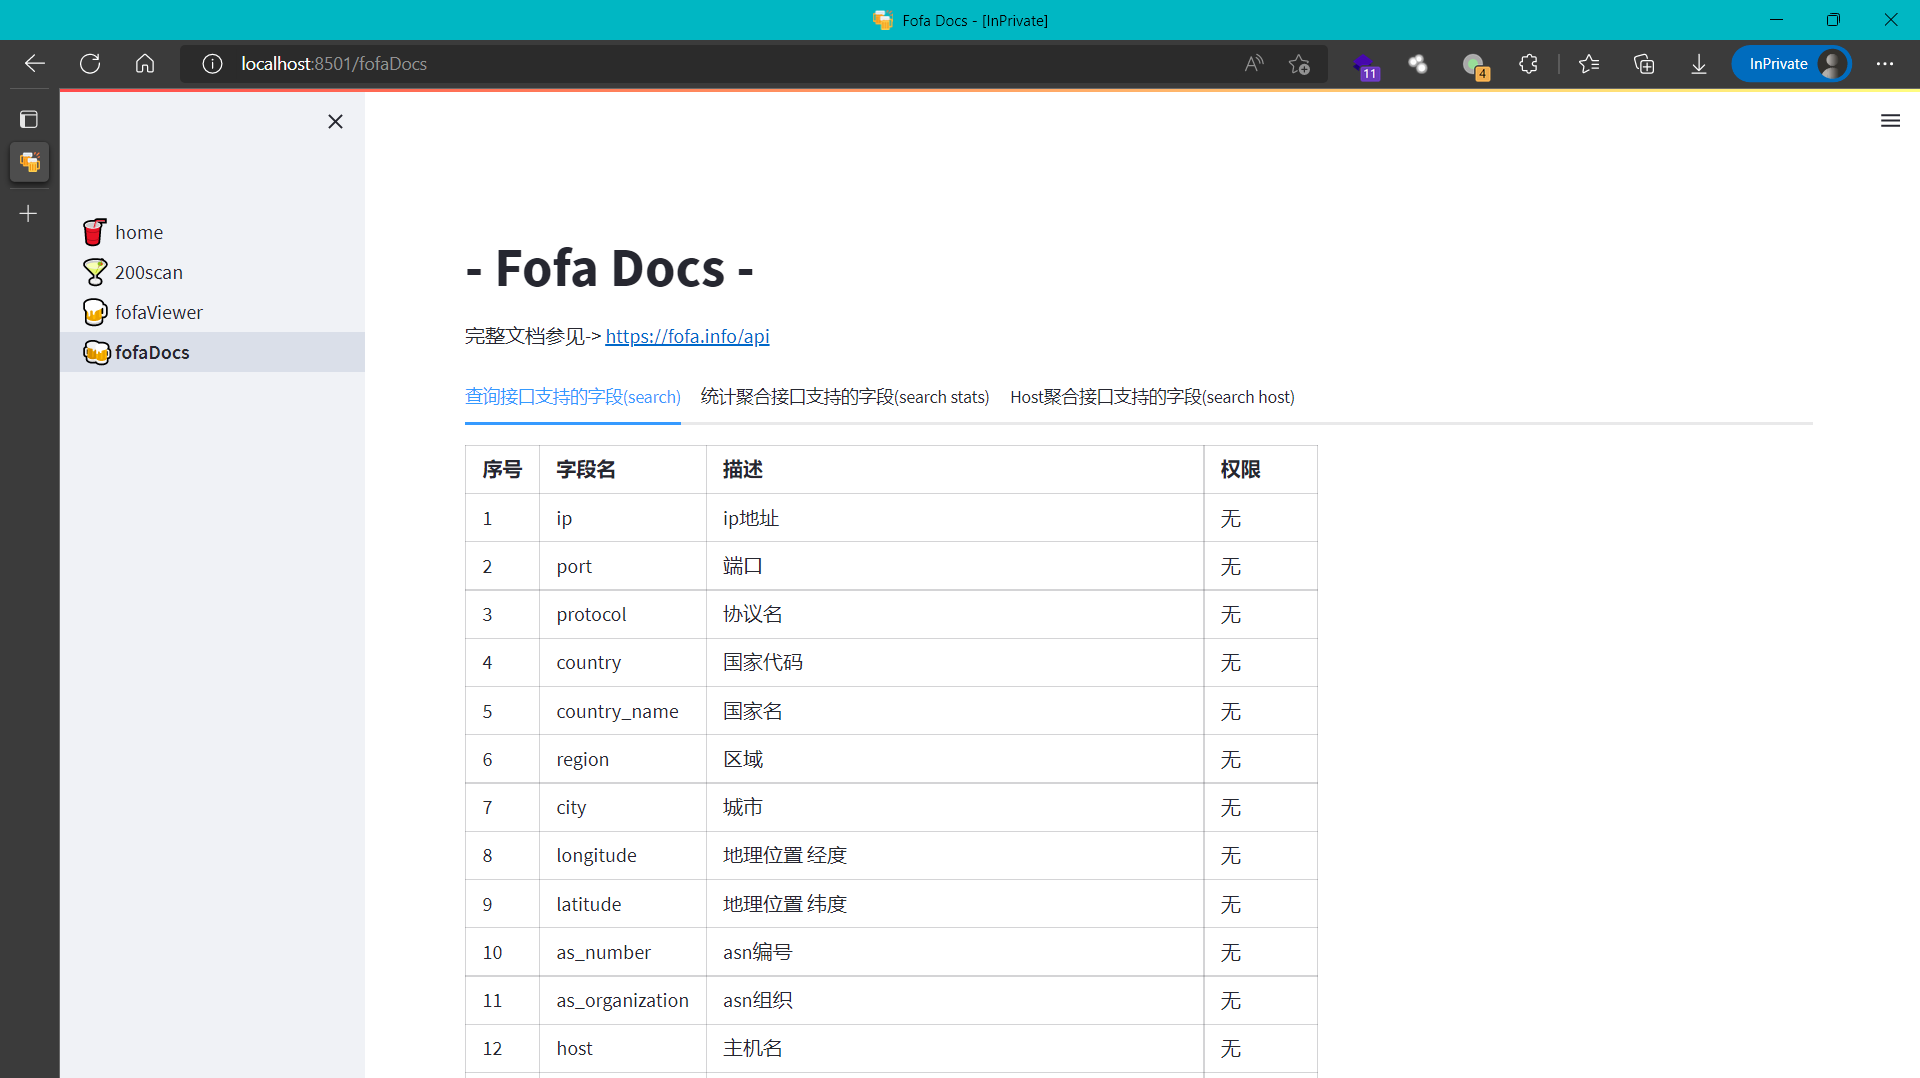 Fofa Docs - [InPrivate]
localhost:8501/fofaDocs
11
4
InPrivate
home
200scan
fofaViewer
fofaDocs
- Fofa Docs -
完整文档参见-> https://fofa.info/api
查询接口支持的字段(search) 统计聚合接口支持的字段(search stats) Host聚合接口支持的字段(search host)
序号 字段名 描述 权限
1 ip ip地址 无
2 port 端口 无
3 protocol 协议名 无
4 country 国家代码 无
5 country_name 国家名 无
6 region 区域 无
7 city 城市 无
8 longitude 地理位置 经度 无
9 latitude 地理位置 纬度 无
10 as_number asn编号 无
11 as_organization asn组织 无
12 host 主机名 无